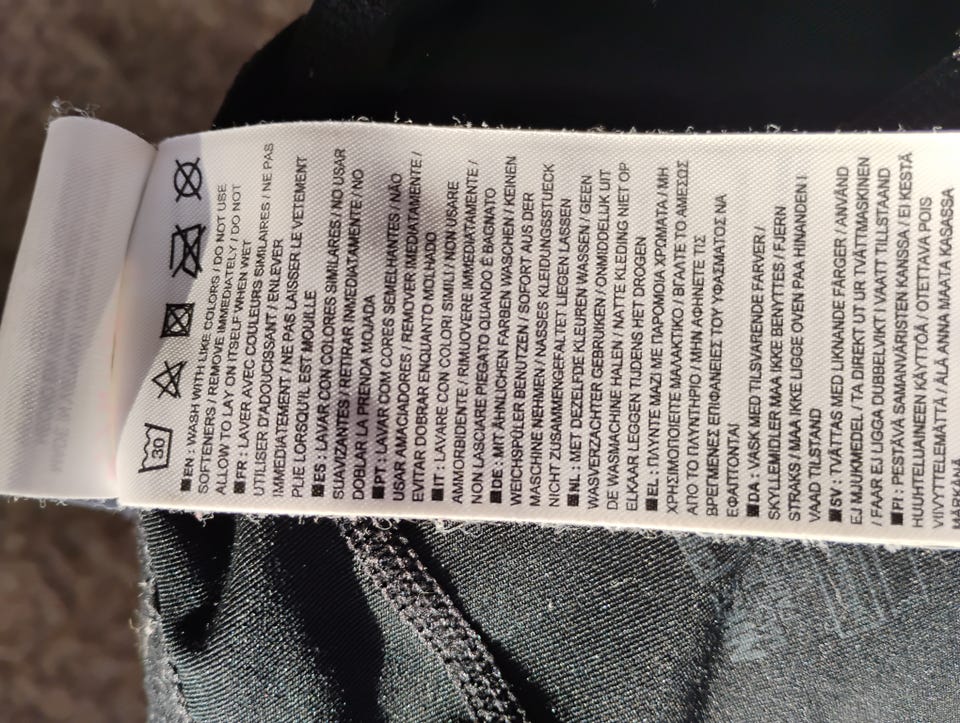 30
EN : WASH WITH LIKE COLORS / DO NOT USE
SOFTENERS / REMOVE IMMEDIATELY / DO NOT
ALLOW TO LAY ON ITSELF WHEN WET
FR : LAVER AVEC COULEURS SIMILAIRES / NE PAS
UTILISER D'ADOUCISSANT / ENLEVER
IMMEDIATEMENT / NE PAS LAISSER LE VETEMENT
PLIE LORSQU'IL EST MOUILLE
ES : LAVAR CON COLORES SIMILARES / NO USAR
SUAVIZANTES / RETIRAR INMEDIATAMENTE / NO
DOBLAR LA PRENDA MOJADA
PT : LAVAR COM CORES SEMELHANTES / NÃO
USAR AMACIADORES / REMOVER IMEDIATAMENTE /
EVITAR DOBRAR ENQUANTO MOLHADO
IT : LAVARE CON COLORI SIMILI / NON USARE
AMMORBIDENTE / RIMUOVERE IMMEDIATAMENTE /
NON LASCIARE PIEGATO QUANDO È BAGNATO
DE : MIT ÄHNLICHEN FARBEN WASCHEN / KEINEN
WEICHSPÜLER BENUTZEN / SOFORT AUS DER
MASCHINE NEHMEN / NASSES KLEIDUNGSSTUECK
NICHT ZUSAMMENGEFALTET LIEGEN LASSEN
NL : MET DEZELFDE KLEUREN WASSEN / GEEN
WASVERZACHTER GEBRUIKEN / ONMIDDELIJK UIT
DE WASMACHINE HALEN / NATTE KLEDING NIET OP
ELKAAR LEGGEN TIJDENS HET DROGEN
EL : ΠΛΥΝΤΕ ΜΑΖΙ ΜΕ ΠΑΡΟΜΟΙΑ ΧΡΩΜΑΤΑ / ΜΗ
ΧΡΗΣΙΜΟΠΟΙΕΙΤΕ ΜΑΛΑΚΤΙΚΟ / ΒΓΑΛΤΕ ΤΟ ΑΜΕΣΩΣ
ΑΠΟ ΤΟ ΠΛΥΝΤΗΡΙΟ / ΜΗΝ ΑΦΗΝΕΤΕ ΤΙΣ
ΒΡΕΓΜΕΝΕΣ ΕΠΙΦΑΝΕΙΕΣ ΤΟΥ ΥΦΑΣΜΑΤΟΣ ΝΑ
ΕΦΑΠΤΟΝΤΑΙ
DA : VASK MED TILSVARENDE FARVER /
SKYLLEMIDLER MAA IKKE BENYTTES / FJERN
STRAKS / MAA IKKE LIGGE OVEN PAA HINANDEN I
VAAD TILSTAND
SV : TVÄTTAS MED LIKNANDE FÄRGER / ANVÄND
EJ MJUKMEDEL / TA DIREKT UT UR TVÄTTMASKINEN
/ FAAR EJ LIGGA DUBBELVIKT I VAATT TILLSTAAND
FI : PESTÄVÄ SAMANVÄRISTEN KANSSA / EI KESTÄ
HUUHTELUAINEEN KÄYTTÖÄ / OTETTAVA POIS
VIIVYTTELEMÄTTÄ / ÄLÄ ANNA MAATA KASASSA
MÄRKÄNÄ